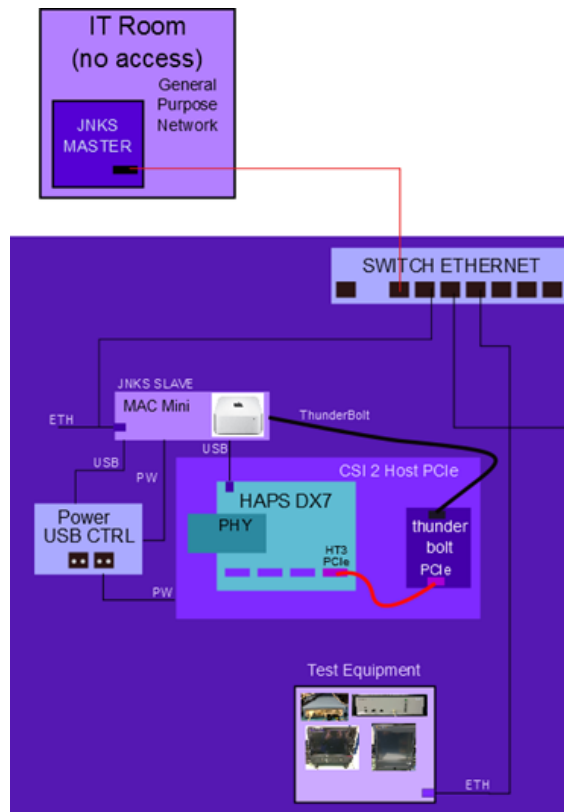 IT Room
(no access)
General
Purpose
Network
JNKS
MASTER
SWITCH ETHERNET
JNKS SLAVE
MAC Mini
ThunderBolt
ETH
USB
PW
USB
CSI 2 Host PCIe
HAPS DX7
PHY
HT3
PCIe
thunder
bolt
PCIe
Power
USB CTRL
PW
Test Equipment
ETH